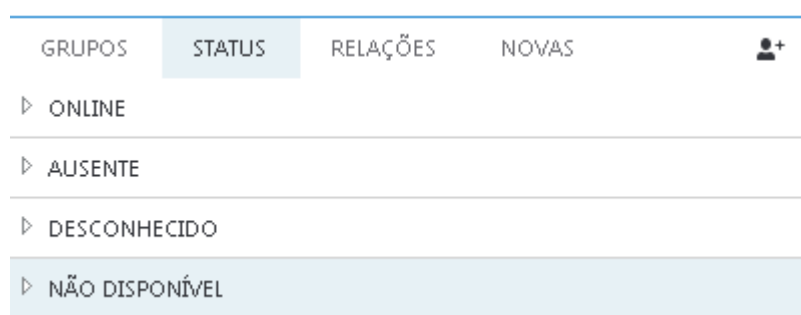 GRUPOS STATUS RELAÇÕES NOVAS
ONLINE
AUSENTE
DESCONHECIDO
NÃO DISPONÍVEL